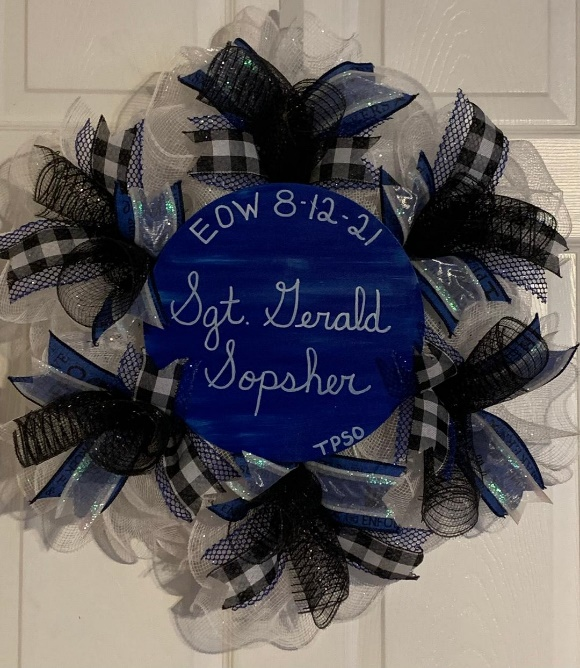 EOW 8-12-21
Sgt. Gerald
Sopsher
TPSO